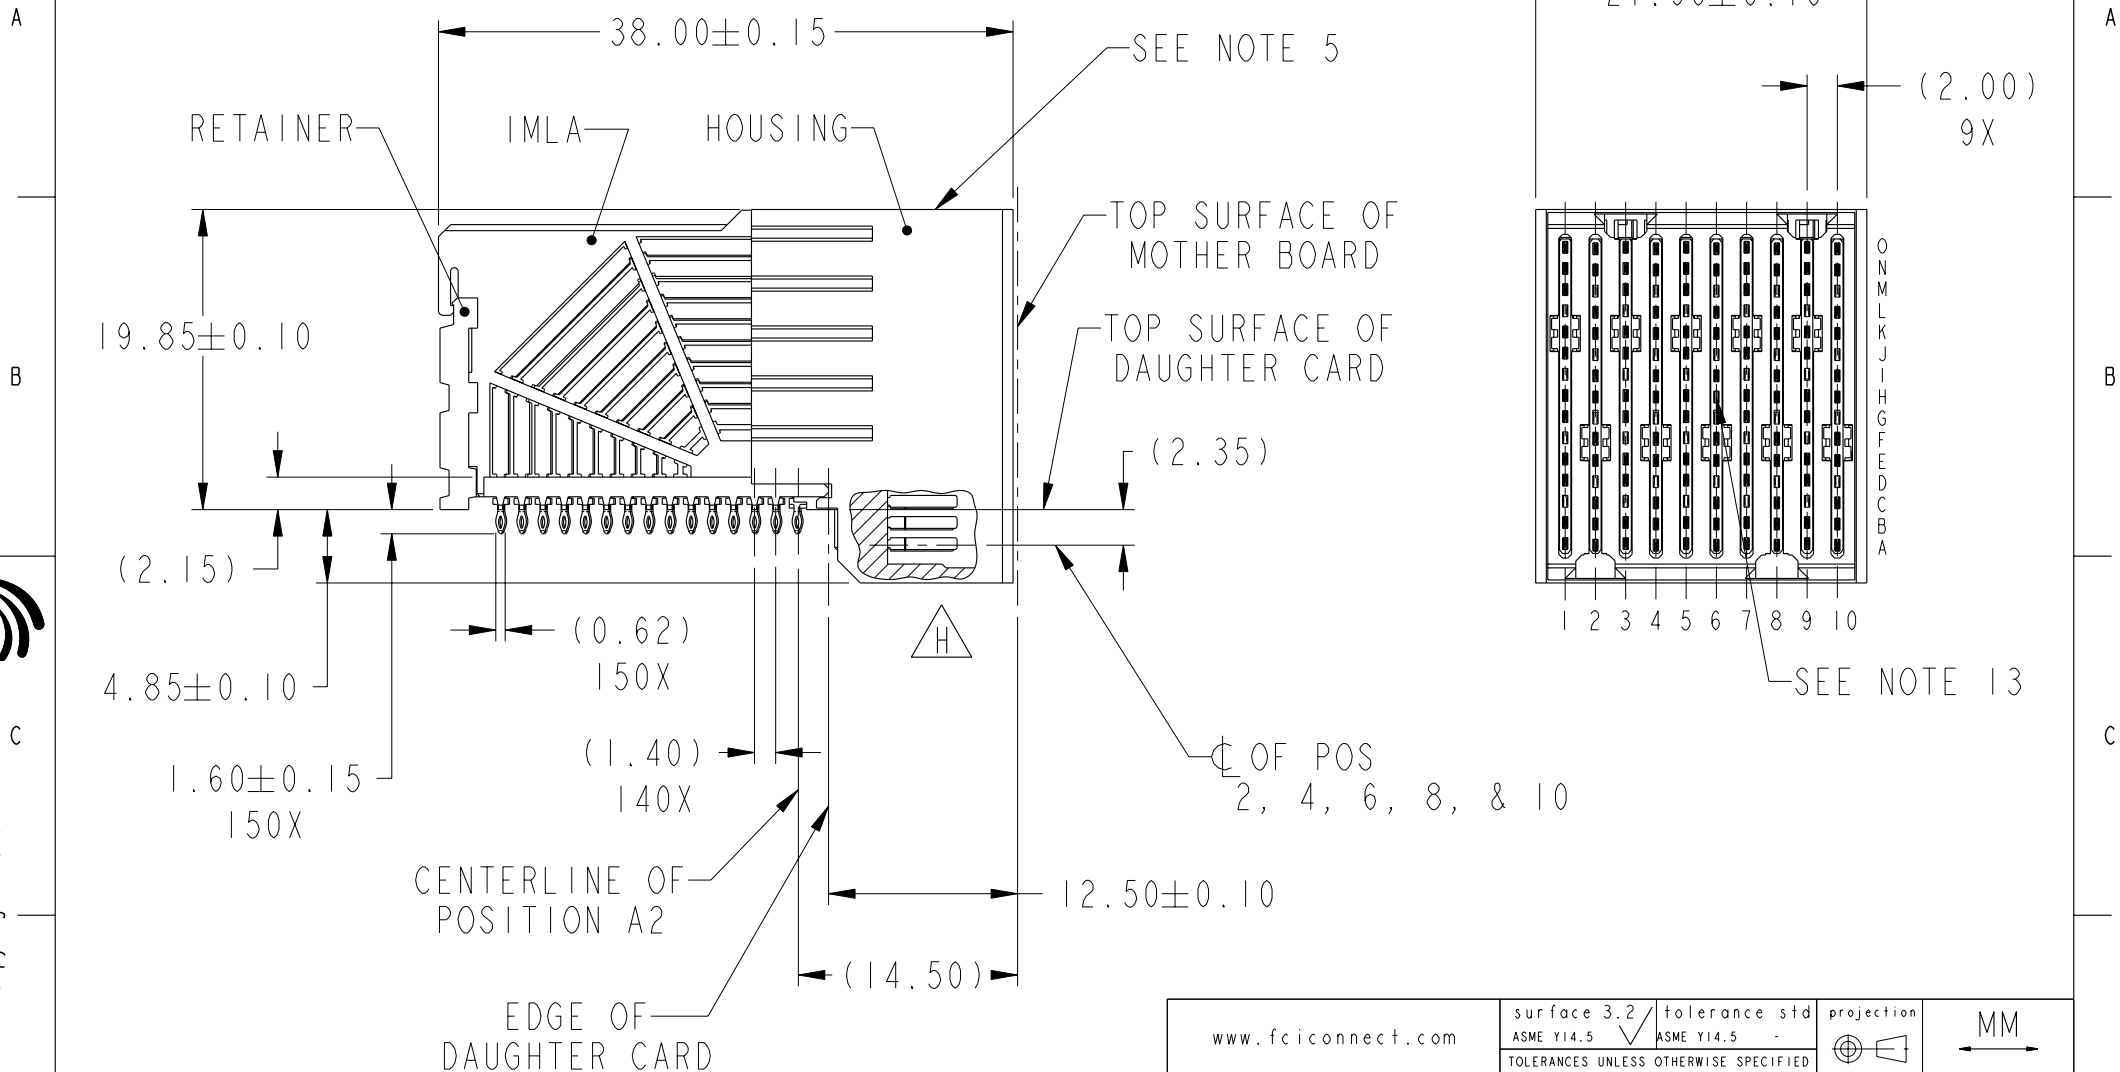 A
A
38.00±0.15
SEE NOTE 5
(2.00)
9X
RETAINER
IMLA
HOUSING
TOP SURFACE OF
MOTHER BOARD
TOP SURFACE OF
DAUGHTER CARD
19.85±0.10
B
B
(2.35)
O
N
M
L
K
J
I
H
G
F
E
D
C
B
A
(2.15)
1 2 3 4 5 6 7 8 9 10
(0.62)
150X
H
4.85±0.10
SEE NOTE 13
C
C
(1.40)
140X
1.60±0.15
150X
℄ OF POS
2, 4, 6, 8, & 10
CENTERLINE OF
POSITION A2
12.50±0.10
(14.50)
EDGE OF
DAUGHTER CARD
www.fciconnect.com
surface 3.2
ASME Y14.5
tolerance std
ASME Y14.5 -
projection
MM
TOLERANCES UNLESS OTHERWISE SPECIFIED